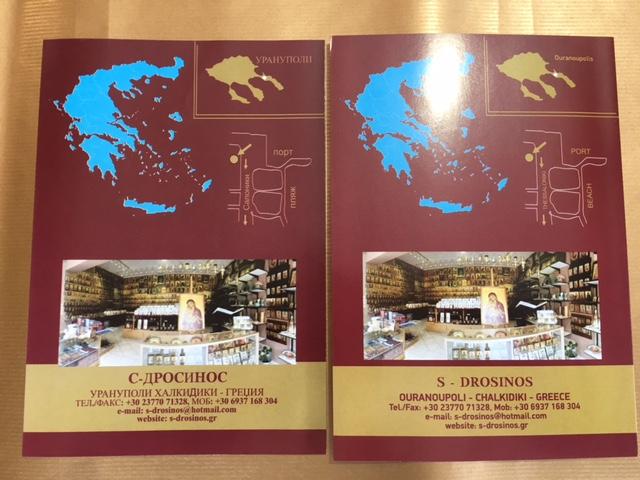 УРАНУПОЛИ
порт
Салоники
пляж
С-ДРОСИНОС
УРАНУПОЛИ ХАЛКИДИКИ - ГРЕЦИЯ
ТЕЛ./ФАКС: +30 23770 71328, МОБ: +30 6937 168 304
e-mail: s-drosinos@hotmail.com
website: s-drosinos.gr
Ouranoupolis
PORT
THESSALONIKI
BEACH
S - DROSINOS
OURANOUPOLI - CHALKIDIKI - GREECE
Tel./Fax: +30 23770 71328, Mob: +30 6937 168 304
e-mail: s-drosinos@hotmail.com
website: s-drosinos.gr